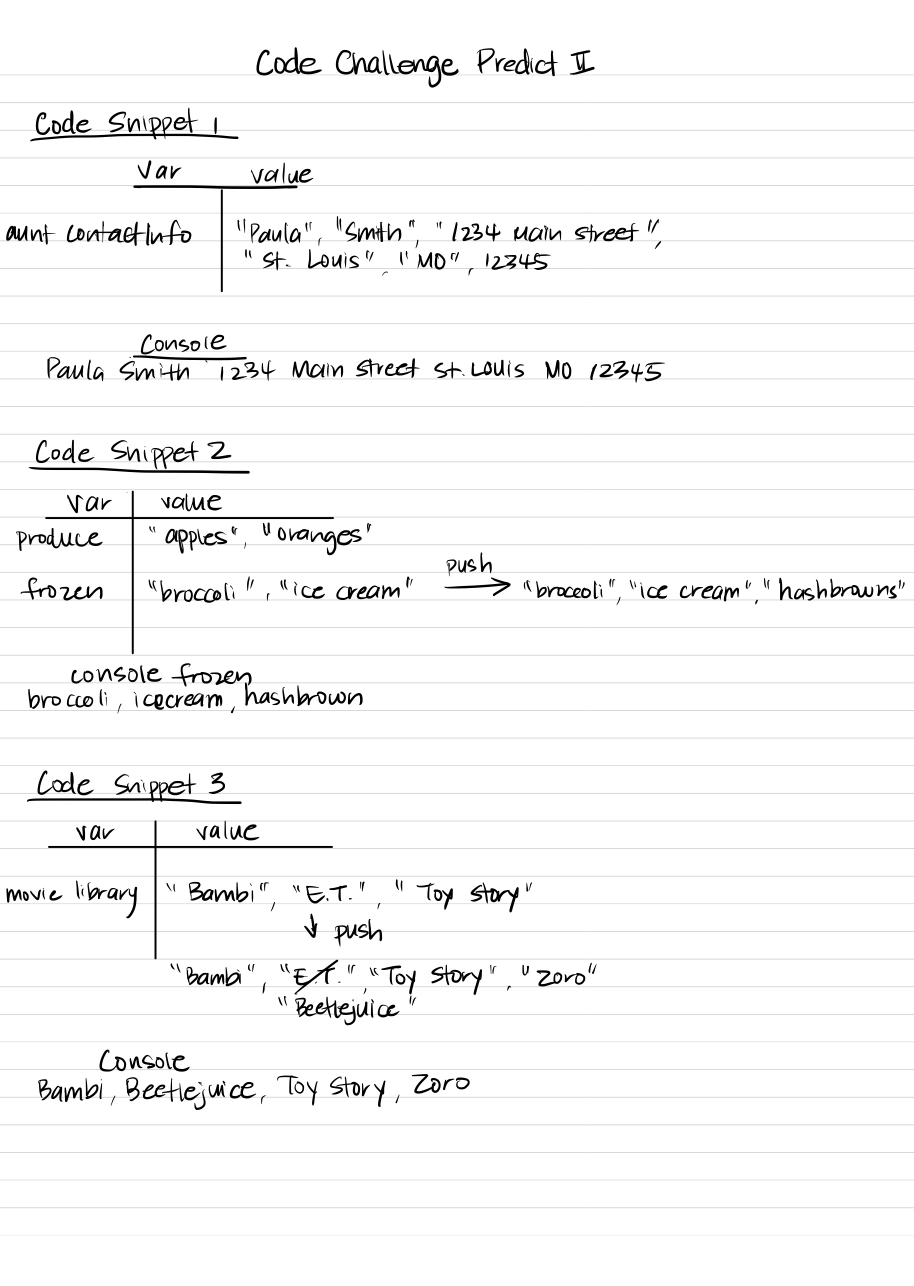 Code Challenge Predict II
Code Snippet 1
Var value
aunt contactInfo "Paula", "Smith", "1234 Main street",
"St. Louis", "MO", 12345
Console
Paula Smith 1234 Main Street St. Louis MO 12345
Code Snippet 2
Var value
produce "apples", "oranges"
push
frozen "broccoli", "ice cream" → "broccoli", "ice cream", "hashbrowns"
console frozen
broccoli, icecream, hashbrown
Code Snippet 3
var value
movie library "Bambi", "E.T.", "Toy Story"
↓ push
"Bambi", "E.T.", "Toy Story", "Zoro"
"Beetlejuice"
Console
Bambi, Beetlejuice, Toy Story, Zoro